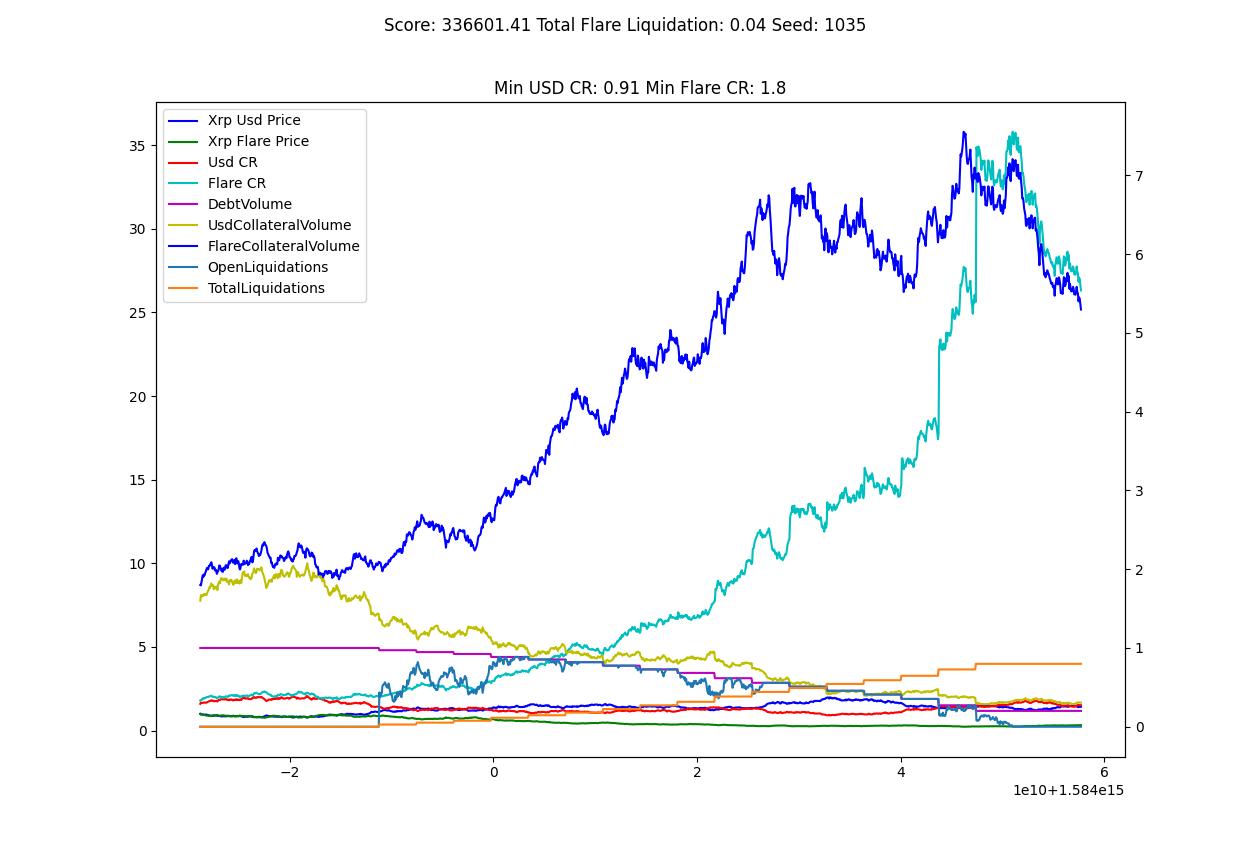 Score: 336601.41 Total Flare Liquidation: 0.04 Seed: 1035
Min USD CR: 0.91 Min Flare CR: 1.8
Xrp Usd Price
Xrp Flare Price
Usd CR
Flare CR
DebtVolume
UsdCollateralVolume
FlareCollateralVolume
OpenLiquidations
TotalLiquidations
35
30
25
20
15
10
5
0
7
6
5
4
3
2
1
0
−2
0
2
4
6
1e10+1.584e15